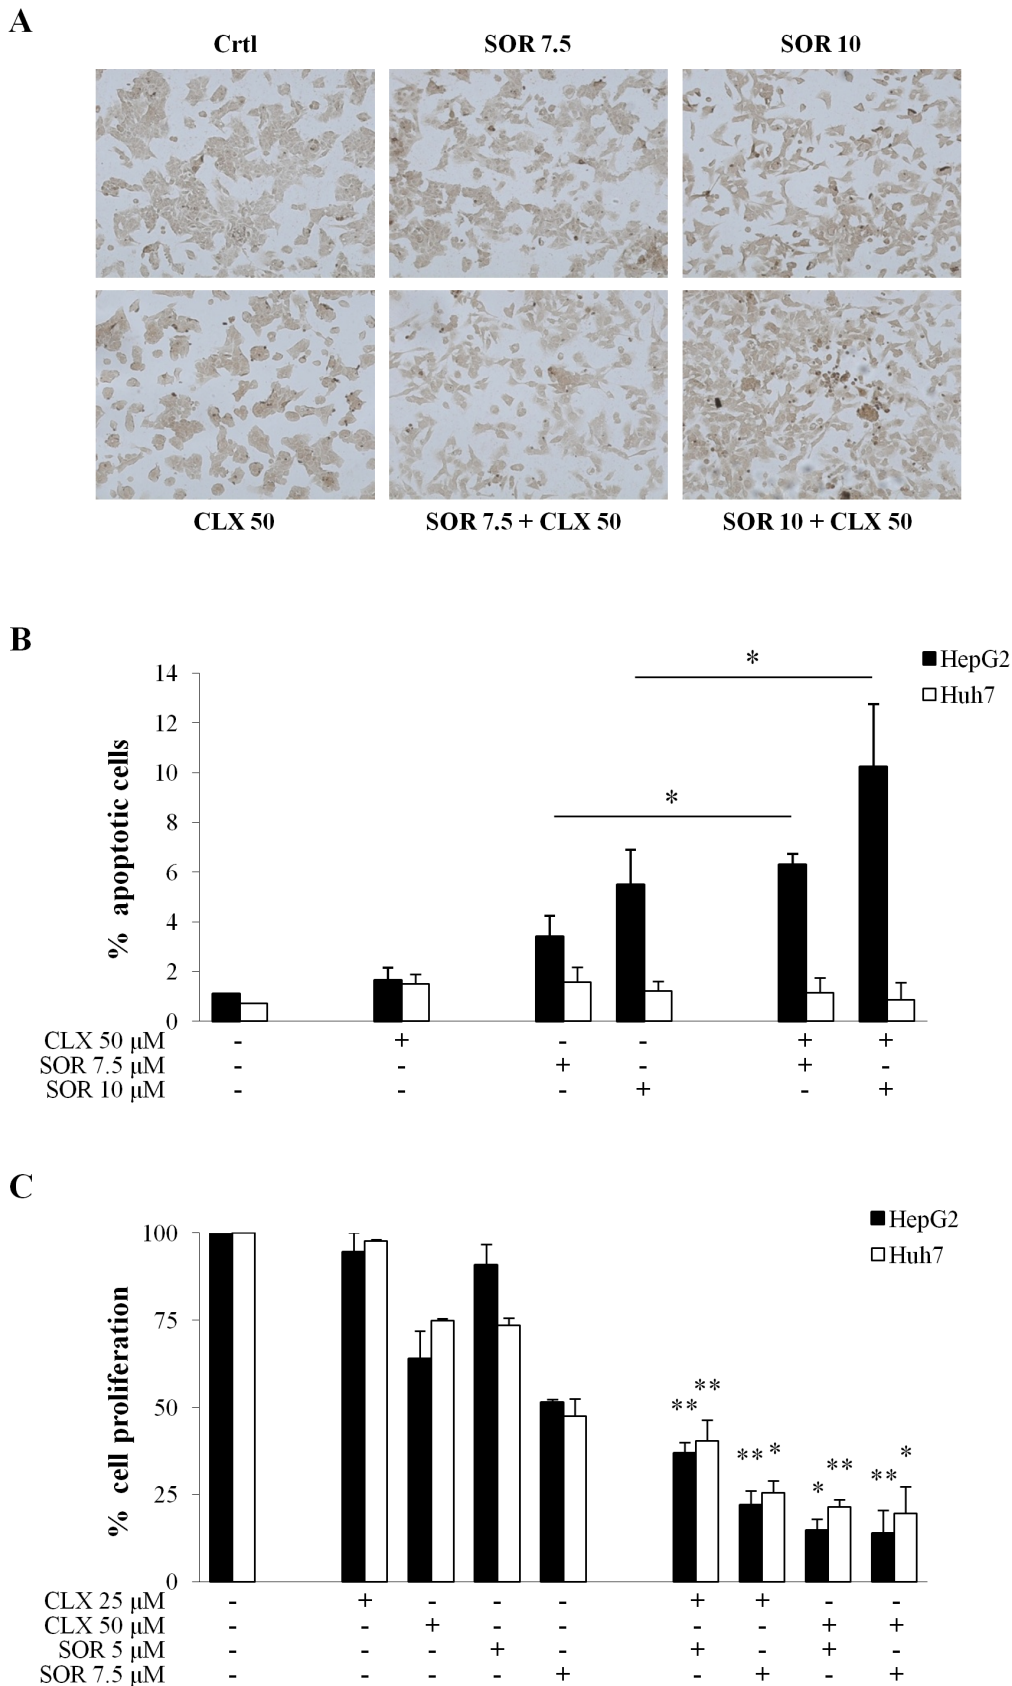 A
Crtl SOR 7.5 SOR 10
CLX 50 SOR 7.5 + CLX 50 SOR 10 + CLX 50
B
HepG2
Huh7
% apoptotic cells
14
12
10
8
6
4
2
0
*
*
CLX 50 μM - + - - + +
SOR 7.5 μM - - + - + -
SOR 10 μM - - - + - +
C
HepG2
Huh7
% cell proliferation
100
75
50
25
0
** ** ** * * ** ** *
CLX 25 μM - + - - - + + - -
CLX 50 μM - - + - - - - + +
SOR 5 μM - - - + - + - + -
SOR 7.5 μM - - - - + - + - +